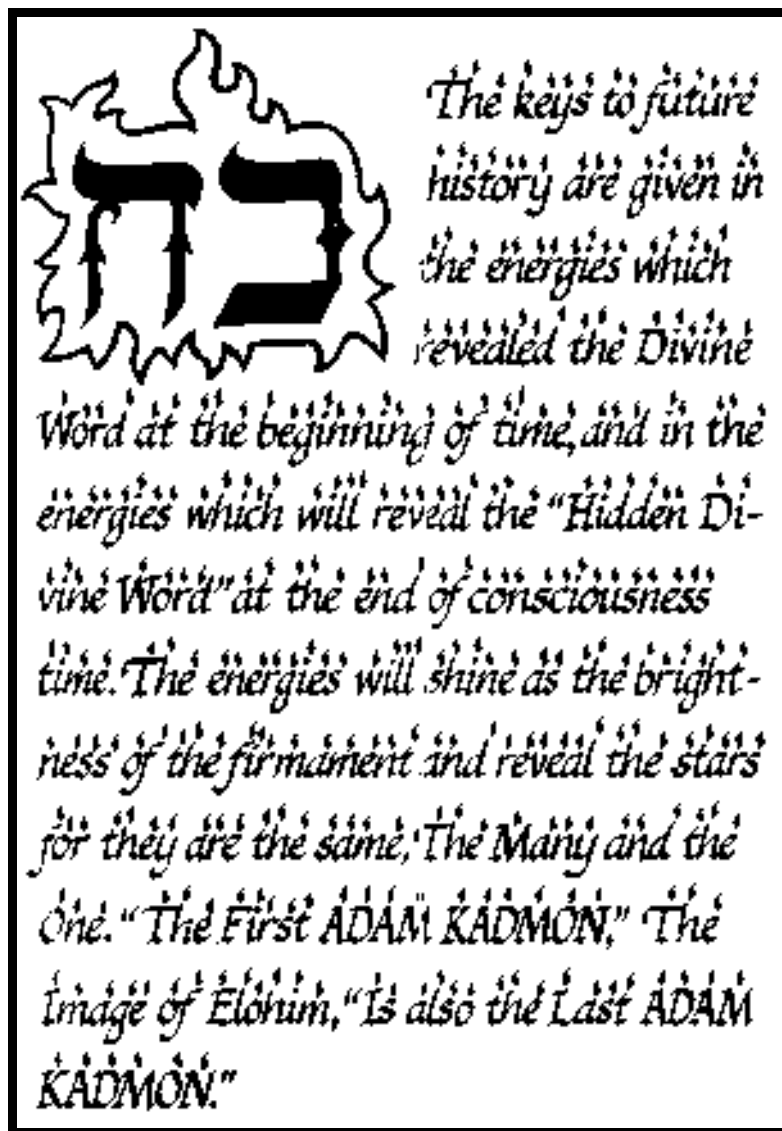 כה
The keys to future
history are given in
the energies which
revealed the Divine
Word at the beginning of time, and in the
energies which will reveal the “Hidden Di-
vine Word” at the end of consciousness
time. The energies will shine as the bright-
ness of the firmament and reveal the stars
for they are the same, The Many and the
One. “The First ADAM KADMON,” The
Image of Elohim, “Is also the Last ADAM
KADMON.”